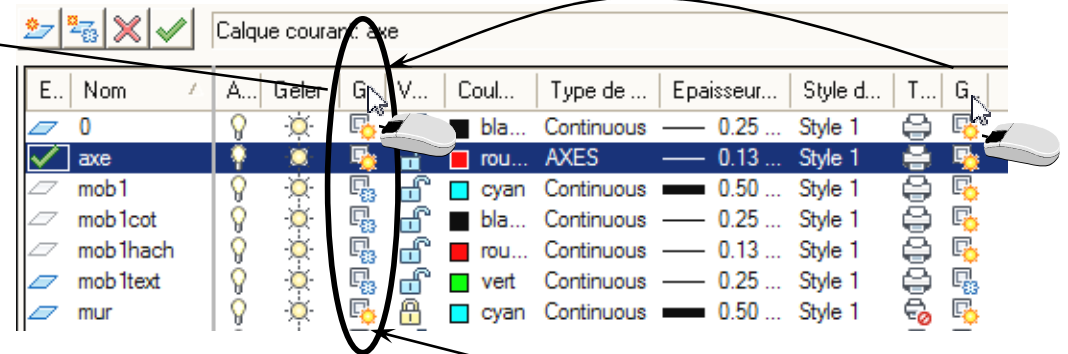 Calque courant: axe
E... Nom / A... Geler G... V... Coul... Type de ... Epaisseur... Style d... T... G...
0 bla... Continuous 0.25 ... Style 1
axe rou... AXES 0.13 ... Style 1
mob1 cyan Continuous 0.50 ... Style 1
mob1cot bla... Continuous 0.25 ... Style 1
mob1hach rou... Continuous 0.13 ... Style 1
mob1text vert Continuous 0.25 ... Style 1
mur cyan Continuous 0.50 ... Style 1